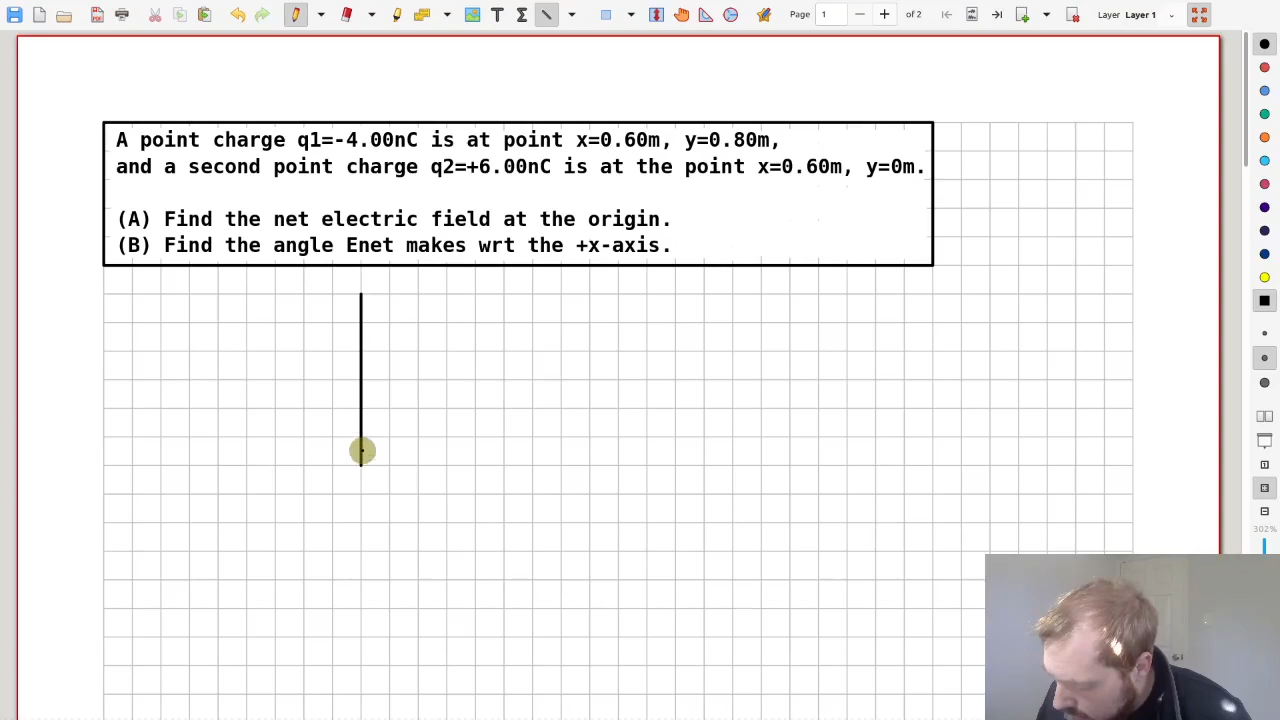 Page 1 of 2 Layer Layer 1
A point charge q1=-4.00nC is at point x=0.60m, y=0.80m,
and a second point charge q2=+6.00nC is at the point x=0.60m, y=0m.
(A) Find the net electric field at the origin.
(B) Find the angle Enet makes wrt the +x-axis.
302%